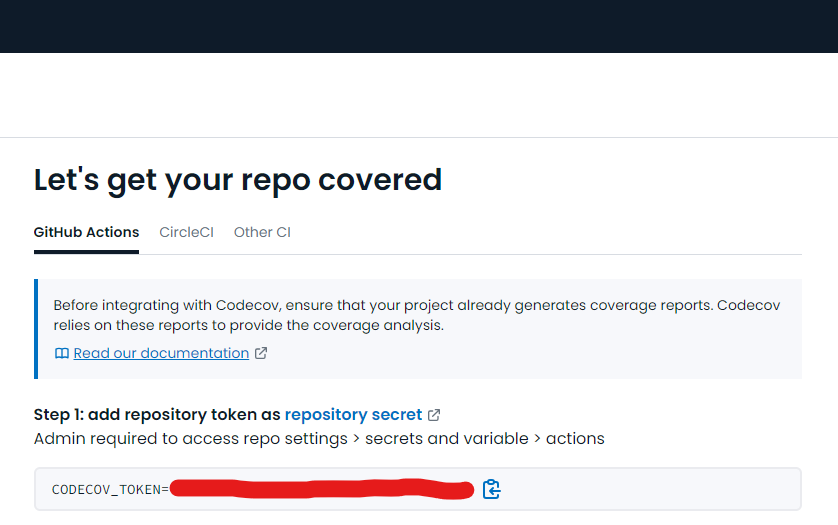 Let's get your repo covered
GitHub Actions CircleCI Other CI
Before integrating with Codecov, ensure that your project already generates coverage reports. Codecov
relies on these reports to provide the coverage analysis.
Read our documentation
Step 1: add repository token as repository secret
Admin required to access repo settings > secrets and variable > actions
CODECOV_TOKEN=